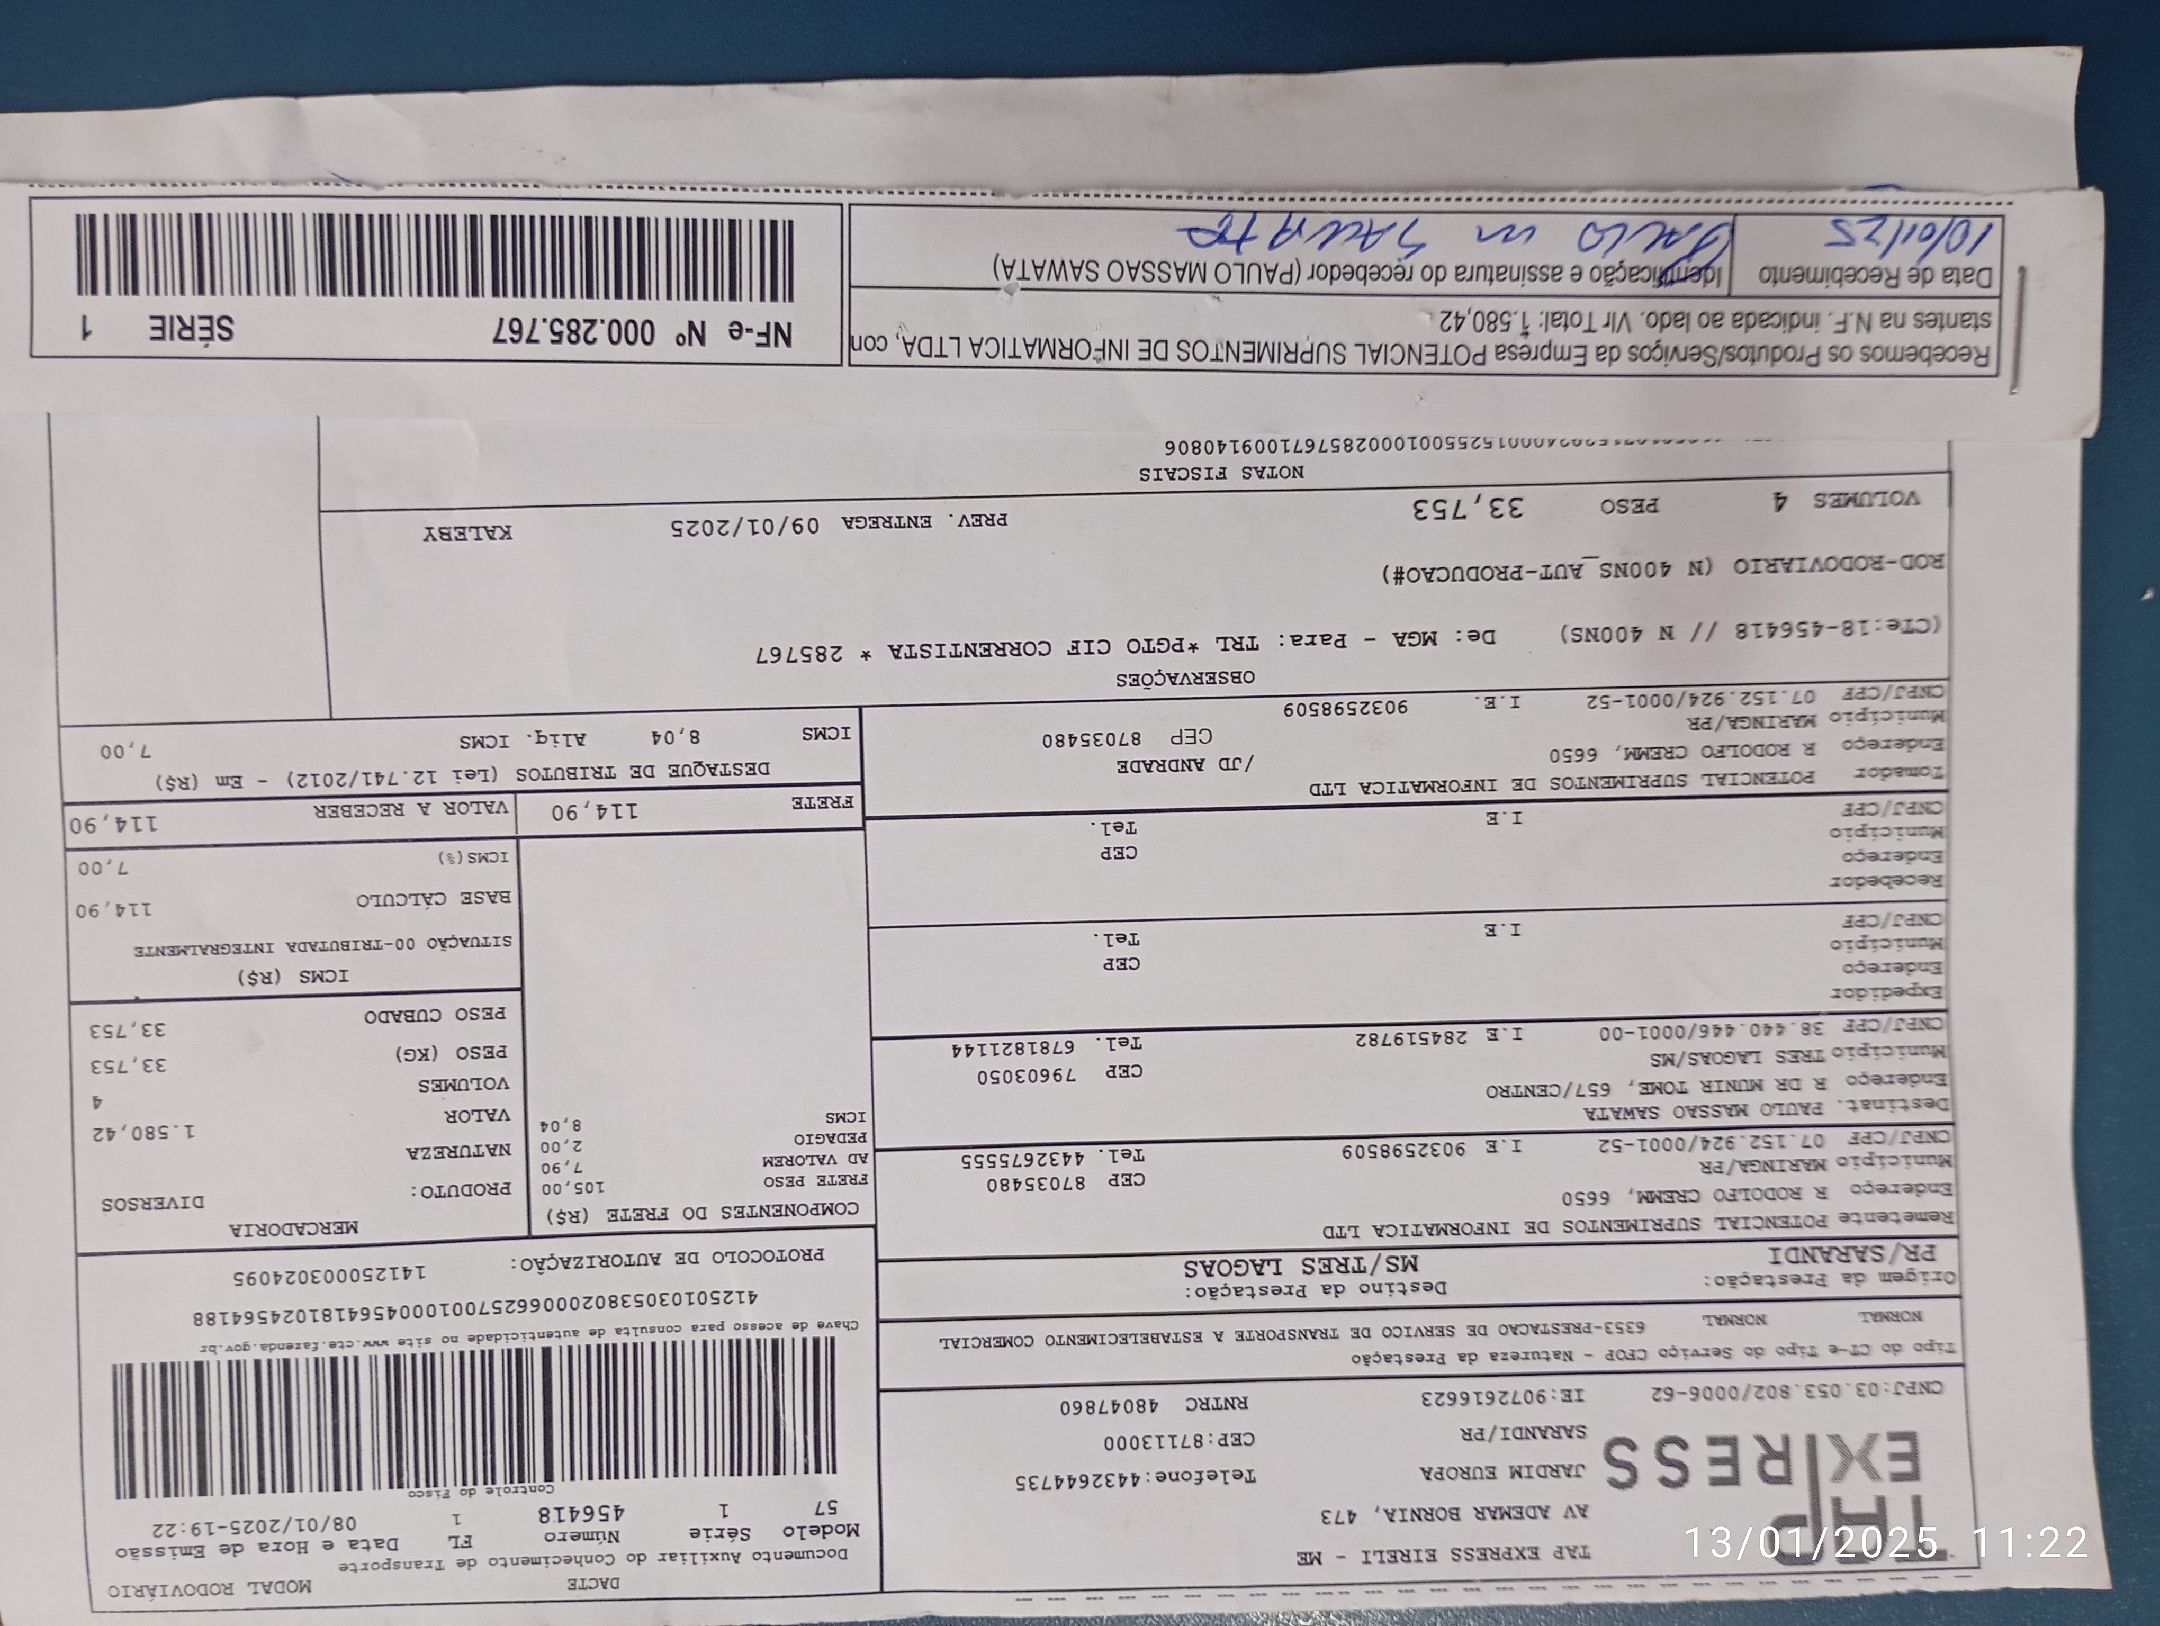 TAP
EXPRESS
TAP EXPRESS EIRELI - ME
AV ADEMAR BORNIA, 473
JARDIM EUROPA Telefone:4432644735
SARANDI/PR CEP:87113000
CNPJ:03.053.802/0006-62 IE:9072616623 RNTRC 48047860
DACTE MODAL RODOVIÁRIO
Documento Auxiliar do Conhecimento de Transporte
Modelo Série Número FL Data e Hora de Emissão
57 1 456418 1 08/01/2025-19:22
Controle do Fisco
Chave de acesso para consulta de autenticidade no site www.cte.fazenda.gov.br
41250103053802000662570010004564181024564188
PROTOCOLO DE AUTORIZAÇÃO: 141250003024095
Tipo do CT-e Tipo do Serviço CFOP - Natureza da Prestação
NORMAL NORMAL 6353-PRESTACAO DE SERVICO DE TRANSPORTE A ESTABELECIMENTO COMERCIAL
Origem da Prestação: Destino da Prestação:
PR/SARANDI MS/TRES LAGOAS
Remetente POTENCIAL SUPRIMENTOS DE INFORMATICA LTD
Endereço R RODOLFO CREMM, 6650
Município MARINGA/PR CEP 87035480
CNPJ/CPF 07.152.924/0001-52 I.E 9032598509 Tel. 4432675555
Destinat. PAULO MASSAO SAWATA
Endereço R DR MUNIR TOME, 657/CENTRO
Município TRES LAGOAS/MS CEP 79603050
CNPJ/CPF 38.440.446/0001-00 I.E 284519782 Tel. 6781821144
Expedidor
Endereço
Município CEP
CNPJ/CPF I.E Tel.
Recebedor
Endereço
Município CEP
CNPJ/CPF I.E Tel.
Tomador POTENCIAL SUPRIMENTOS DE INFORMATICA LTD
Endereço R RODOLFO CREMM, 6650 /JD ANDRADE
Município MARINGA/PR CEP 87035480
CNPJ/CPF 07.152.924/0001-52 I.E. 9032598509
COMPONENTES DO FRETE (R$)
FRETE PESO 105,00
AD VALOREM 7,90
PEDAGIO 2,00
ICMS 8,04
MERCADORIA
PRODUTO: DIVERSOS
NATUREZA
VALOR 1.580,42
VOLUMES 4
PESO (KG) 33,753
PESO CUBADO 33,753
ICMS (R$)
SITUAÇÃO 00-TRIBUTADA INTEGRALMENTE
BASE CÁLCULO 114,90
ICMS(%) 7,00
FRETE 114,90 VALOR A RECEBER 114,90
DESTAQUE DE TRIBUTOS (Lei 12.741/2012) - Em (R$)
ICMS 8,04 Aliq. ICMS 7,00
OBSERVAÇÕES
(CTe:18-456418 // N 400NS) De: MGA - Para: TRL *PGTO CIF CORRENTISTA * 285767
ROD-RODOVIARIO (N 400NS_AUT-PRODUCAO#)
VOLUMES 4 PESO 33,753 PREV. ENTREGA 09/01/2025 KALEBY
NOTAS FISCAIS
Recebemos os Produtos/Serviços da Empresa POTENCIAL SUPRIMENTOS DE INFORMATICA LTDA, con
stantes na N.F. indicada ao lado. Vlr Total: 1.580,42
Data de Recebimento Identificação e assinatura do recebedor (PAULO MASSAO SAWATA)
10/01/25 Paulo m SAWATA
NF-e Nº 000.285.767 SÉRIE 1
13/01/2025 11:22